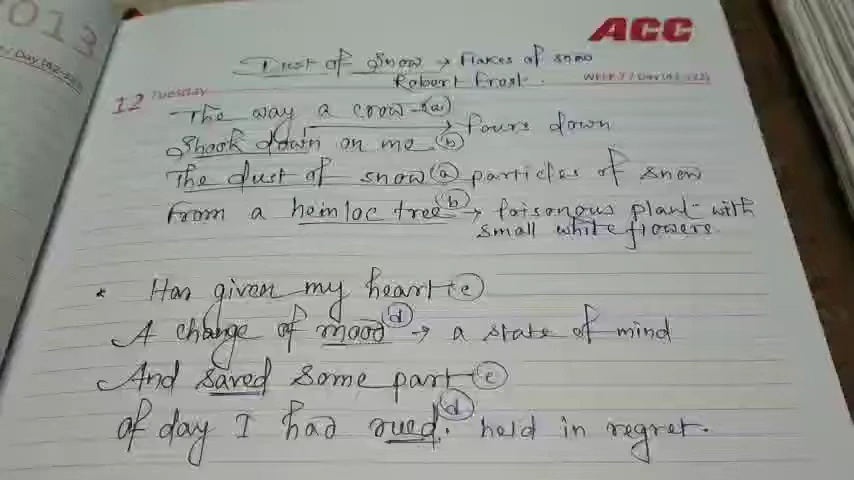 013
ACC
Dust of Snow → Flakes of snow
Robert Frost.
12 Tuesday
The way a crow (a)
Shook down on me (b) → Pours down
The dust of snow (a) particles of snow
From a hemloc tree (b) → Poisonous plant with
small white flowers
* Has given my heart (c)
A change of mood (d) → a state of mind
And saved some part (c)
of day I had rued. (d) held in regret.